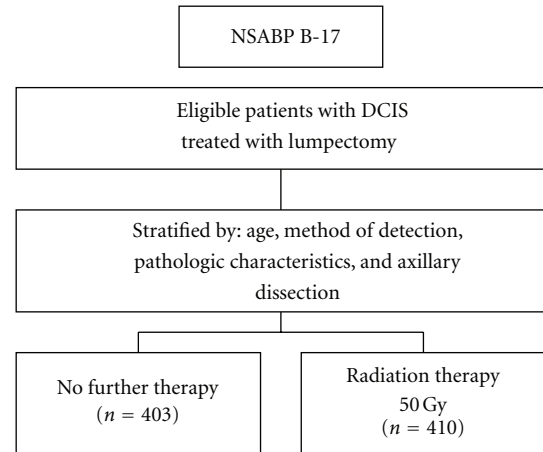 NSABP B-17
Eligible patients with DCIS
treated with lumpectomy
Stratified by: age, method of detection,
pathologic characteristics, and axillary
dissection
No further therapy
(n = 403)
Radiation therapy
50 Gy
(n = 410)